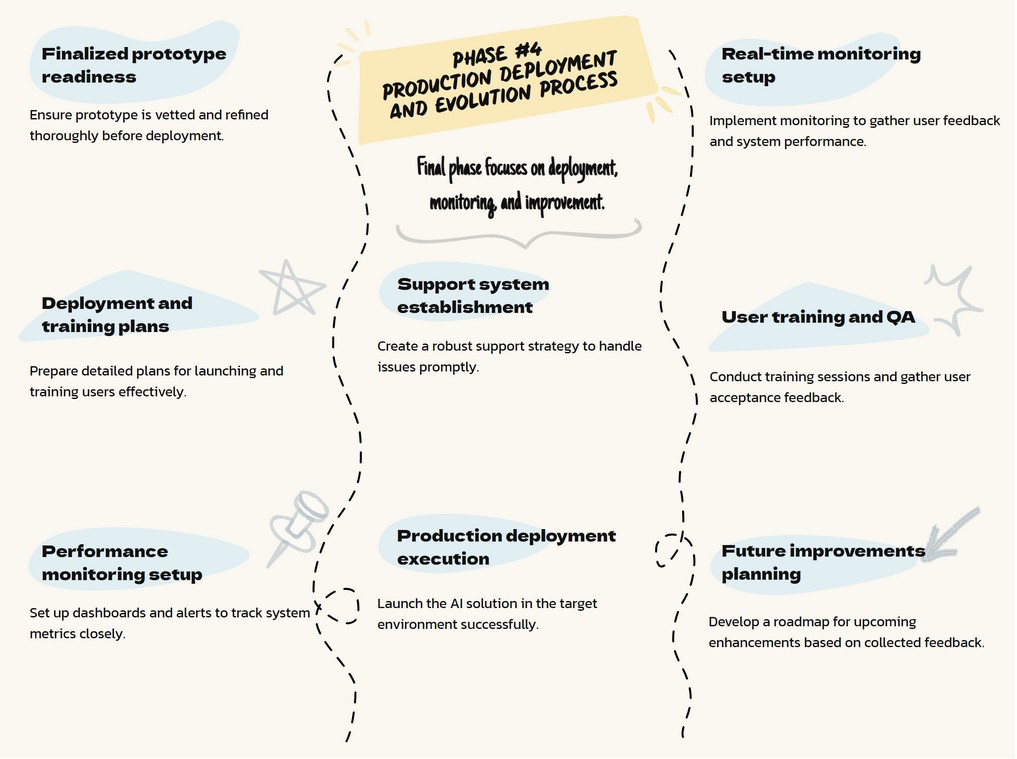 PHASE #4
PRODUCTION DEPLOYMENT
AND EVOLUTION PROCESS
Final phase focuses on deployment,
monitoring, and improvement.
Finalized prototype
readiness
Ensure prototype is vetted and refined
thoroughly before deployment.
Deployment and
training plans
Prepare detailed plans for launching and
training users effectively.
Performance
monitoring setup
Set up dashboards and alerts to track system
metrics closely.
Support system
establishment
Create a robust support strategy to handle
issues promptly.
Production deployment
execution
Launch the AI solution in the target
environment successfully.
Real-time monitoring
setup
Implement monitoring to gather user feedback
and system performance.
User training and QA
Conduct training sessions and gather user
acceptance feedback.
Future improvements
planning
Develop a roadmap for upcoming
enhancements based on collected feedback.